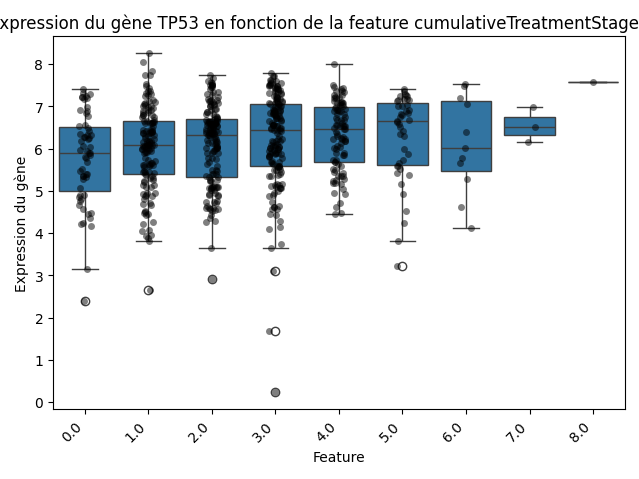 xpression du gène TP53 en fonction de la feature cumulativeTreatmentStage
8
7
6
5
4
3
2
1
0
Expression du gène
0.0 1.0 2.0 3.0 4.0 5.0 6.0 7.0 8.0
Feature